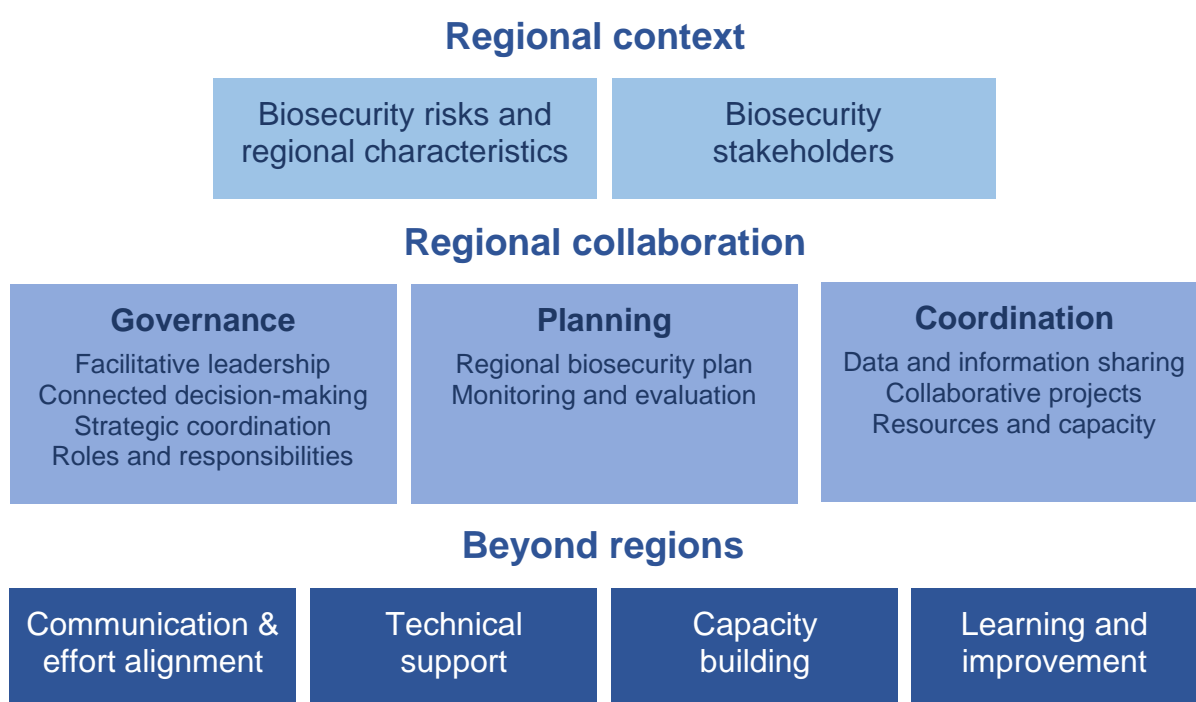 Regional context
Biosecurity risks and
regional characteristics
Biosecurity
stakeholders
Regional collaboration
Governance
Facilitative leadership
Connected decision-making
Strategic coordination
Roles and responsibilities
Planning
Regional biosecurity plan
Monitoring and evaluation
Coordination
Data and information sharing
Collaborative projects
Resources and capacity
Beyond regions
Communication &
effort alignment
Technical
support
Capacity
building
Learning and
improvement